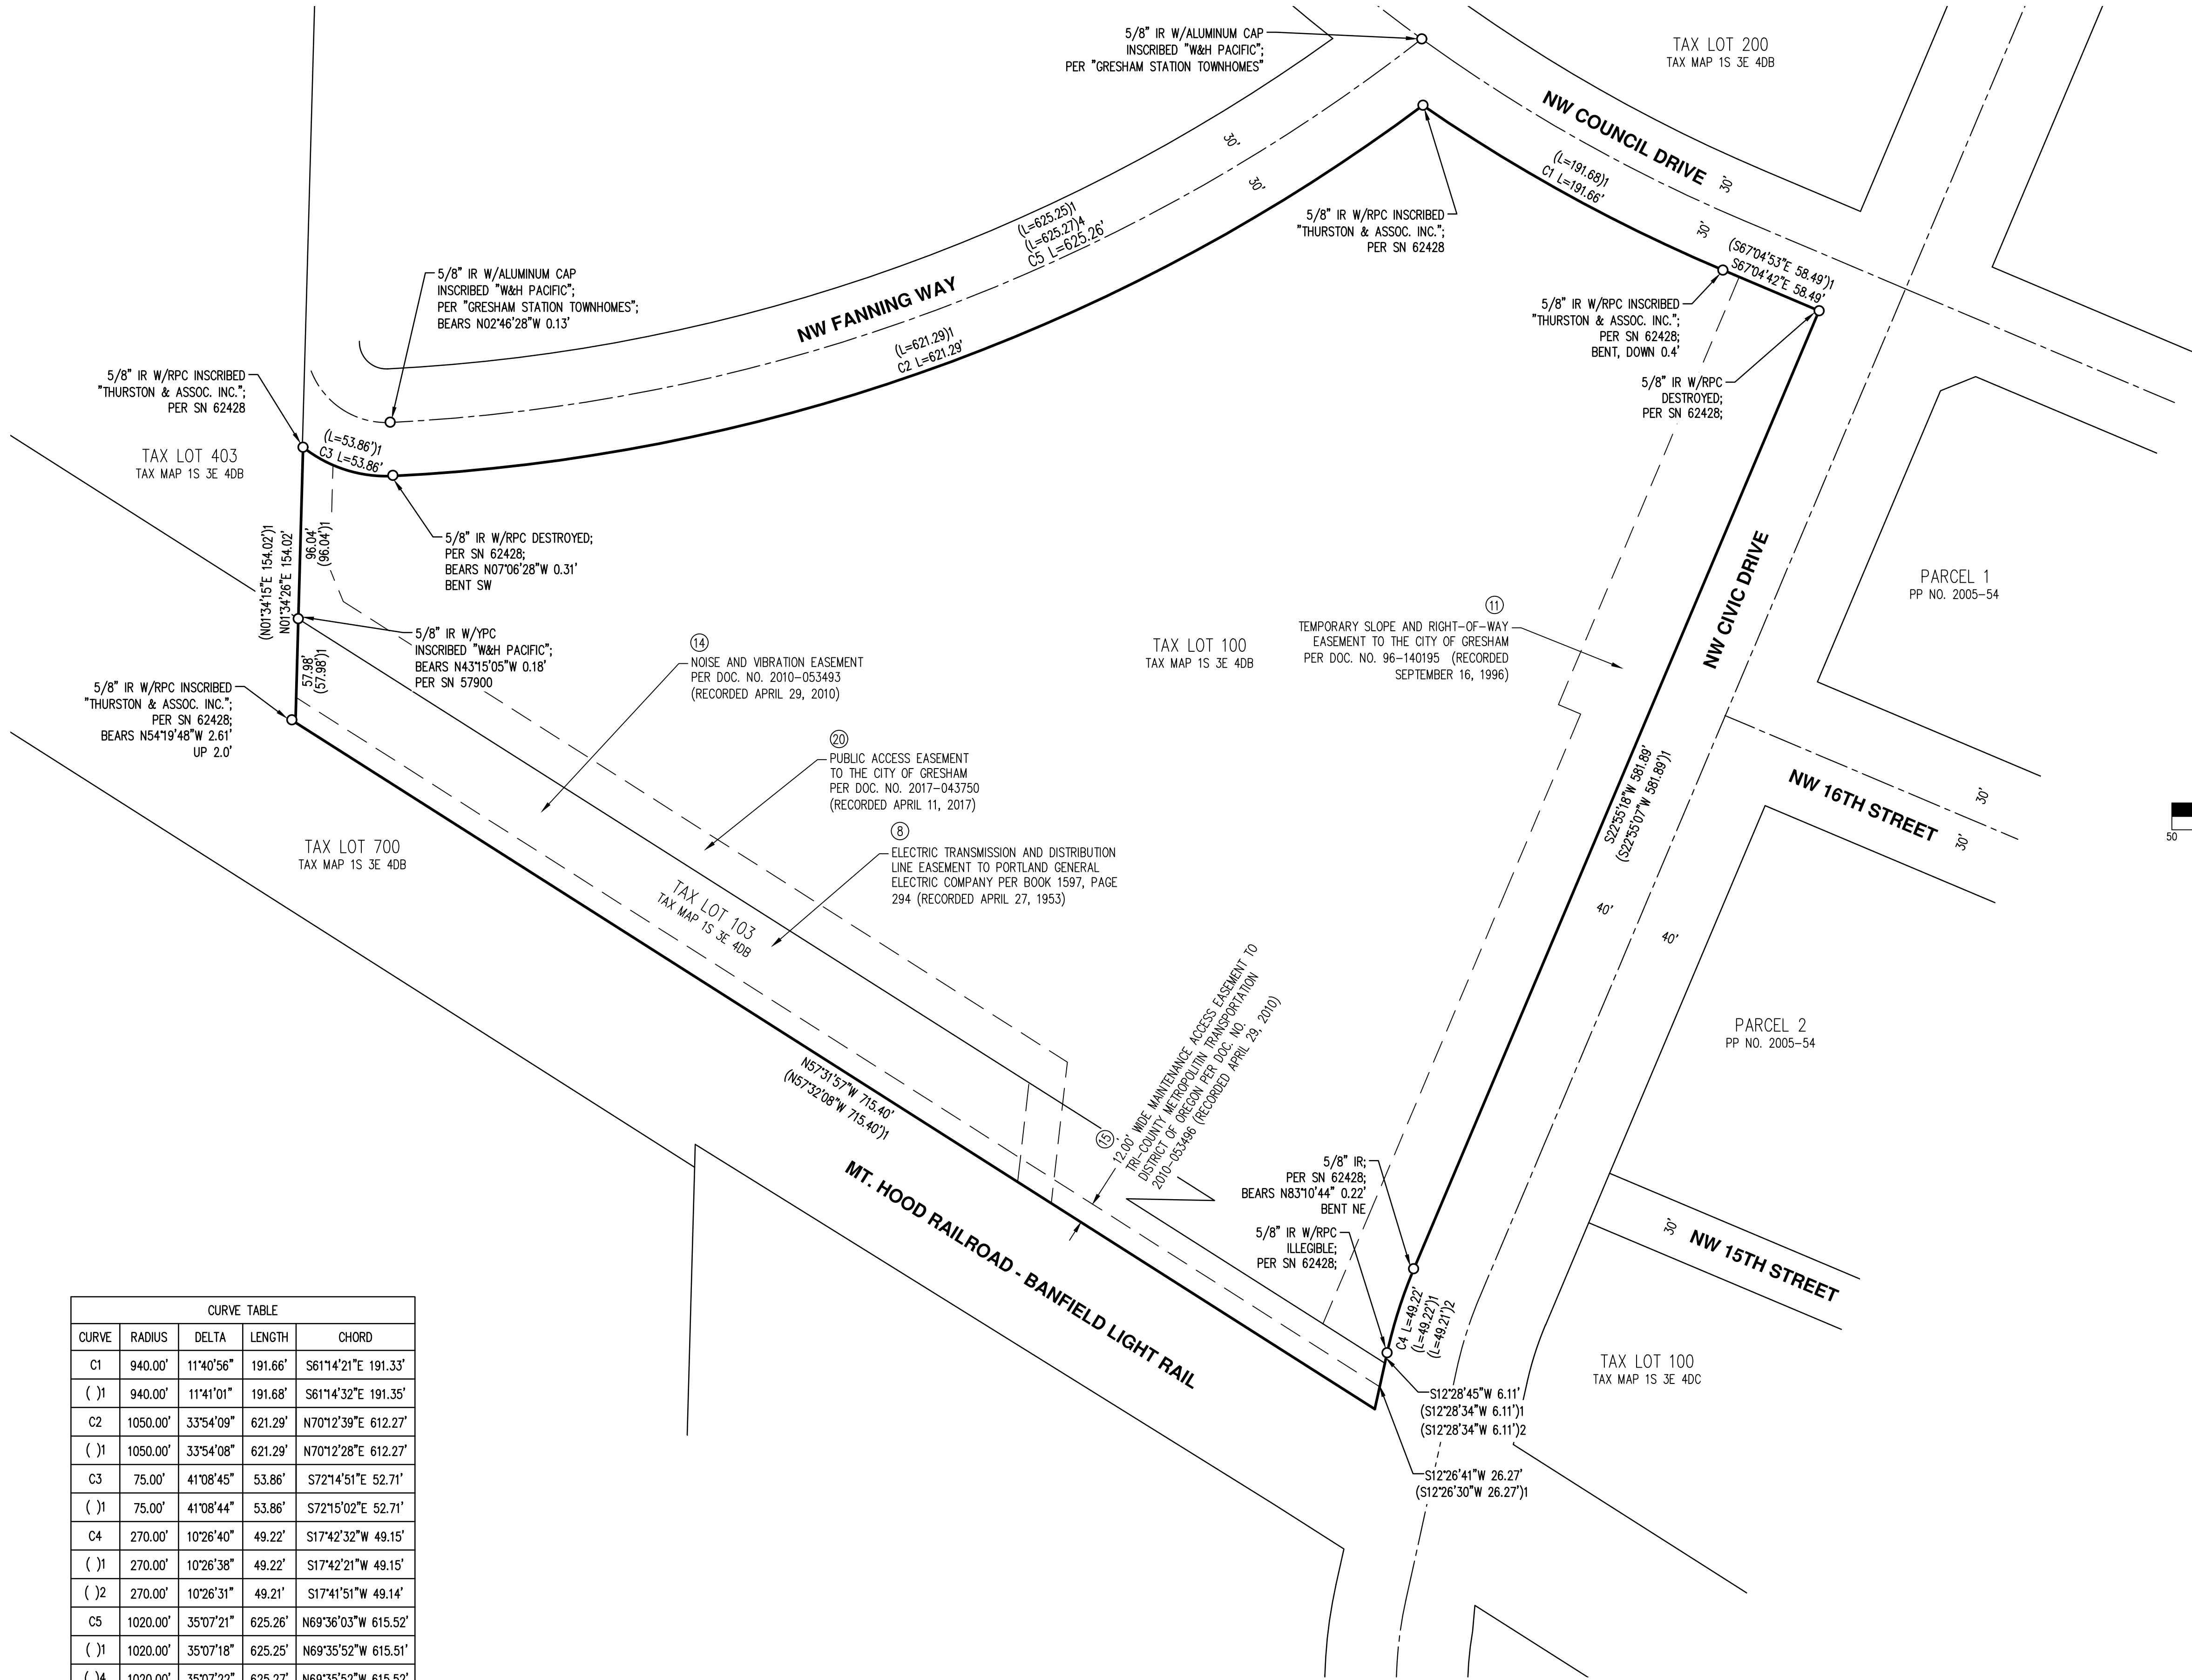 5/8" IR W/ALUMINUM CAP
INSCRIBED "W&H PACIFIC";
PER "GRESHAM STATION TOWNHOMES"
TAX LOT 200
TAX MAP 1S 3E 4DB
NW COUNCIL DRIVE
30'
30'
(L=191.68)1
C1 L=191.66'
(S67°04'53"E 58.49')1
S67°04'42"E 58.49'
30'
30'
5/8" IR W/RPC INSCRIBED
"THURSTON & ASSOC. INC.";
PER SN 62428
(L=625.25)1
(L=625.27)4
C5 L=625.26'
NW FANNING WAY
(L=621.29)1
C2 L=621.29'
5/8" IR W/ALUMINUM CAP
INSCRIBED "W&H PACIFIC";
PER "GRESHAM STATION TOWNHOMES";
BEARS N02°46'28"W 0.13'
5/8" IR W/RPC INSCRIBED
"THURSTON & ASSOC. INC.";
PER SN 62428;
BENT, DOWN 0.4'
5/8" IR W/RPC
DESTROYED;
PER SN 62428;
5/8" IR W/RPC INSCRIBED
"THURSTON & ASSOC. INC.";
PER SN 62428
TAX LOT 403
TAX MAP 1S 3E 4DB
(L=53.86')1
C3 L=53.86'
(N01°34'15"E 154.02')1
N01°34'26"E 154.02'
96.04'
(96.04')1
57.98'
(57.98')1
5/8" IR W/RPC DESTROYED;
PER SN 62428;
BEARS N07°06'28"W 0.31'
BENT SW
5/8" IR W/YPC
INSCRIBED "W&H PACIFIC";
BEARS N43°15'05"W 0.18'
PER SN 57900
5/8" IR W/RPC INSCRIBED
"THURSTON & ASSOC. INC.";
PER SN 62428;
BEARS N54°19'48"W 2.61'
UP 2.0'
14
NOISE AND VIBRATION EASEMENT
PER DOC. NO. 2010-053493
(RECORDED APRIL 29, 2010)
20
PUBLIC ACCESS EASEMENT
TO THE CITY OF GRESHAM
PER DOC. NO. 2017-043750
(RECORDED APRIL 11, 2017)
8
ELECTRIC TRANSMISSION AND DISTRIBUTION
LINE EASEMENT TO PORTLAND GENERAL
ELECTRIC COMPANY PER BOOK 1597, PAGE
294 (RECORDED APRIL 27, 1953)
TAX LOT 100
TAX MAP 1S 3E 4DB
11
TEMPORARY SLOPE AND RIGHT-OF-WAY
EASEMENT TO THE CITY OF GRESHAM
PER DOC. NO. 96-140195 (RECORDED
SEPTEMBER 16, 1996)
NW CIVIC DRIVE
PARCEL 1
PP NO. 2005-54
S22°55'18"W 581.89'
(S22°55'07"W 581.89')1
40'
40'
NW 16TH STREET
30'
30'
50
TAX LOT 700
TAX MAP 1S 3E 4DB
TAX LOT 103
TAX MAP 1S 3E 4DB
N57°31'57"W 715.40'
(N57°32'08"W 715.40')1
MT. HOOD RAILROAD - BANFIELD LIGHT RAIL
15
12.00' WIDE MAINTENANCE ACCESS EASEMENT TO
TRI-COUNTY METROPOLITIN TRANSPORTATION
DISTRICT OF OREGON PER DOC. NO.
2010-053496 (RECORDED APRIL 29, 2010)
PARCEL 2
PP NO. 2005-54
5/8" IR;
PER SN 62428;
BEARS N83°10'44" 0.22'
BENT NE
5/8" IR W/RPC
ILLEGIBLE;
PER SN 62428;
C4 L=49.22'
(L=49.22')1
(L=49.21')2
30'
NW 15TH STREET
TAX LOT 100
TAX MAP 1S 3E 4DC
S12°28'45"W 6.11'
(S12°28'34"W 6.11')1
(S12°28'34"W 6.11')2
S12°26'41"W 26.27'
(S12°26'30"W 26.27')1
CURVE TABLE
CURVE RADIUS DELTA LENGTH CHORD
C1 940.00' 11°40'56" 191.66' S61°14'21"E 191.33'
( )1 940.00' 11°41'01" 191.68' S61°14'32"E 191.35'
C2 1050.00' 33°54'09" 621.29' N70°12'39"E 612.27'
( )1 1050.00' 33°54'08" 621.29' N70°12'28"E 612.27'
C3 75.00' 41°08'45" 53.86' S72°14'51"E 52.71'
( )1 75.00' 41°08'44" 53.86' S72°15'02"E 52.71'
C4 270.00' 10°26'40" 49.22' S17°42'32"W 49.15'
( )1 270.00' 10°26'38" 49.22' S17°42'21"W 49.15'
( )2 270.00' 10°26'31" 49.21' S17°41'51"W 49.14'
C5 1020.00' 35°07'21" 625.26' N69°36'03"W 615.52'
( )1 1020.00' 35°07'18" 625.25' N69°35'52"W 615.51'
( )4 1020.00' 35°07'22" 625.27' N69°35'52"W 615.52'